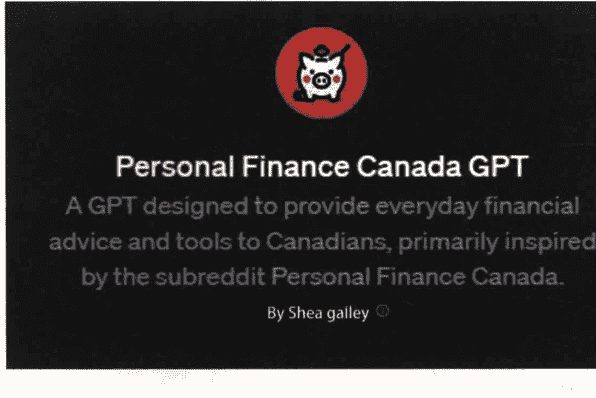 Personal Finance Canada GPT
A GPT designed to provide everyday financial
advice and tools to Canadians, primarily inspired
by the subreddit Personal Finance Canada.
By Shea gailey